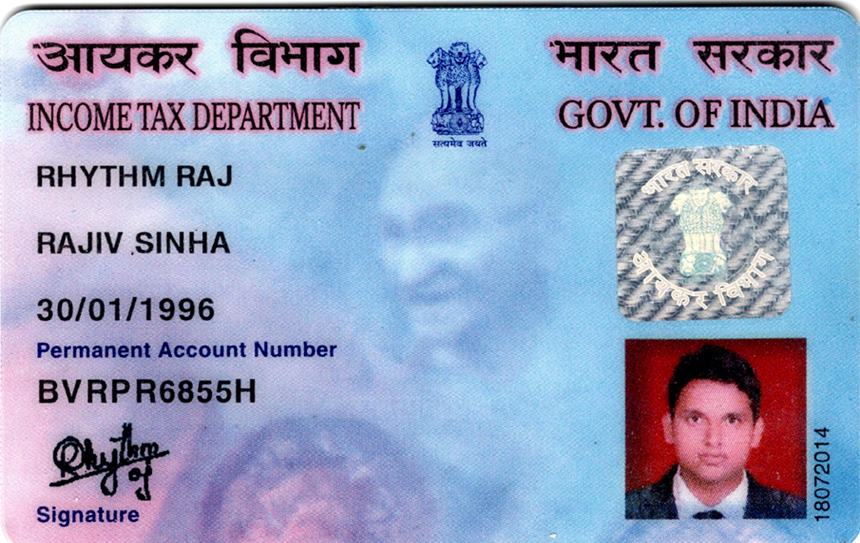 आयकर विभाग
भारत सरकार
INCOME TAX DEPARTMENT
GOVT. OF INDIA
सत्यमेव जयते
RHYTHM RAJ
भारत सरकार
आयकर विभाग
RAJIV SINHA
30/01/1996
Permanent Account Number
BVRPR6855H
Rhythm Raj
Signature
18072014